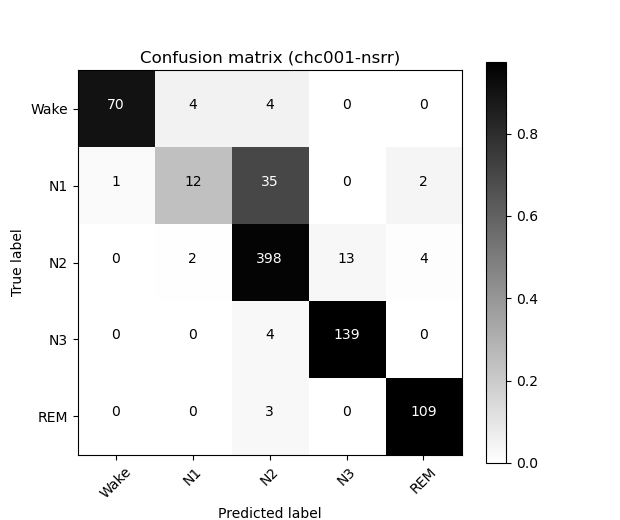 Confusion matrix (chc001-nsrr)
Wake 70 4 4 0 0
N1 1 12 35 0 2
N2 0 2 398 13 4
N3 0 0 4 139 0
REM 0 0 3 0 109
Wake N1 N2 N3 REM
Predicted label
True label
0.8
0.6
0.4
0.2
0.0